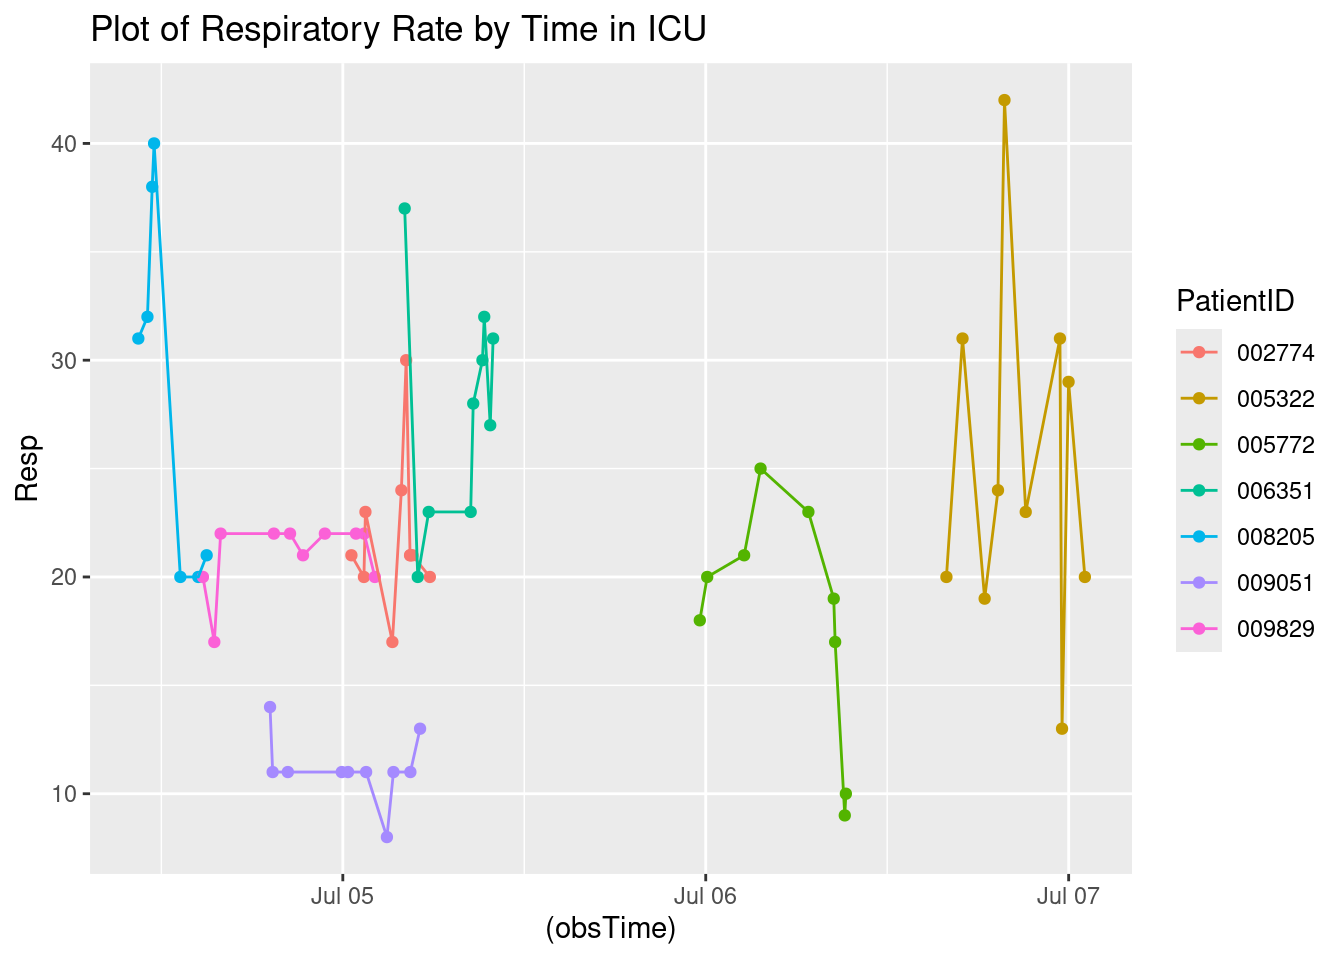 Plot of Respiratory Rate by Time in ICU
40
30
20
10
Resp
Jul 05
Jul 06
Jul 07
(obsTime)
PatientID
002774
005322
005772
006351
008205
009051
009829